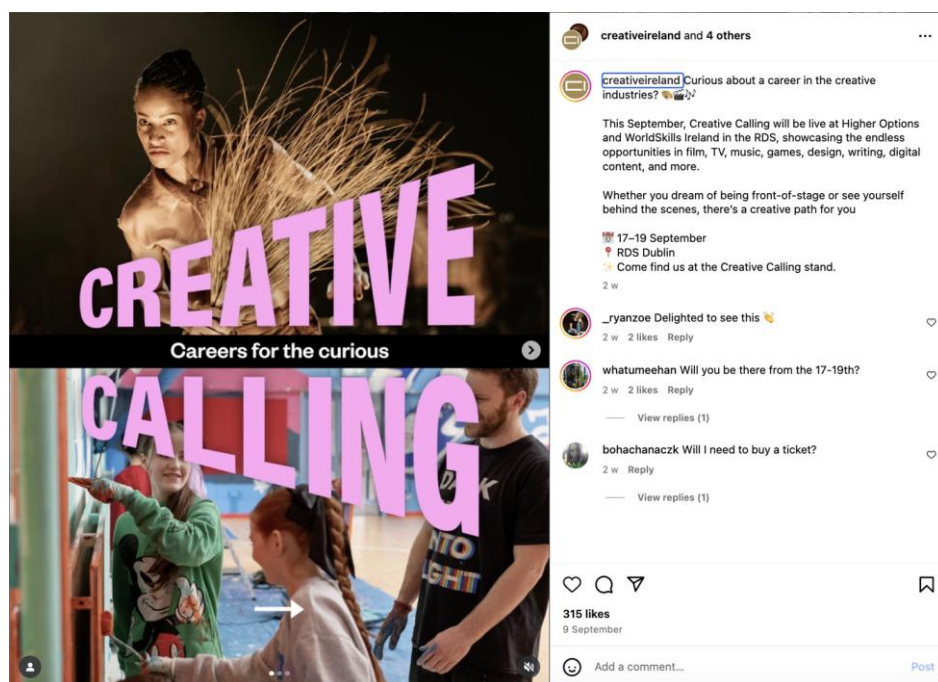 CREATIVE
Careers for the curious
CALLING
DARK
INTO
LIGHT
creativeireland and 4 others
creativeireland Curious about a career in the creative
industries? 🎨🎬🎶
This September, Creative Calling will be live at Higher Options
and WorldSkills Ireland in the RDS, showcasing the endless
opportunities in film, TV, music, games, design, writing, digital
content, and more.
Whether you dream of being front-of-stage or see yourself
behind the scenes, there's a creative path for you
📅 17–19 September
📍 RDS Dublin
✨ Come find us at the Creative Calling stand.
2 w
_ryanzoe Delighted to see this 👏
2 w 2 likes Reply
whatumeehan Will you be there from the 17-19th?
2 w 2 likes Reply
View replies (1)
bohachanaczk Will I need to buy a ticket?
2 w Reply
View replies (1)
315 likes
9 September
Add a comment... Post